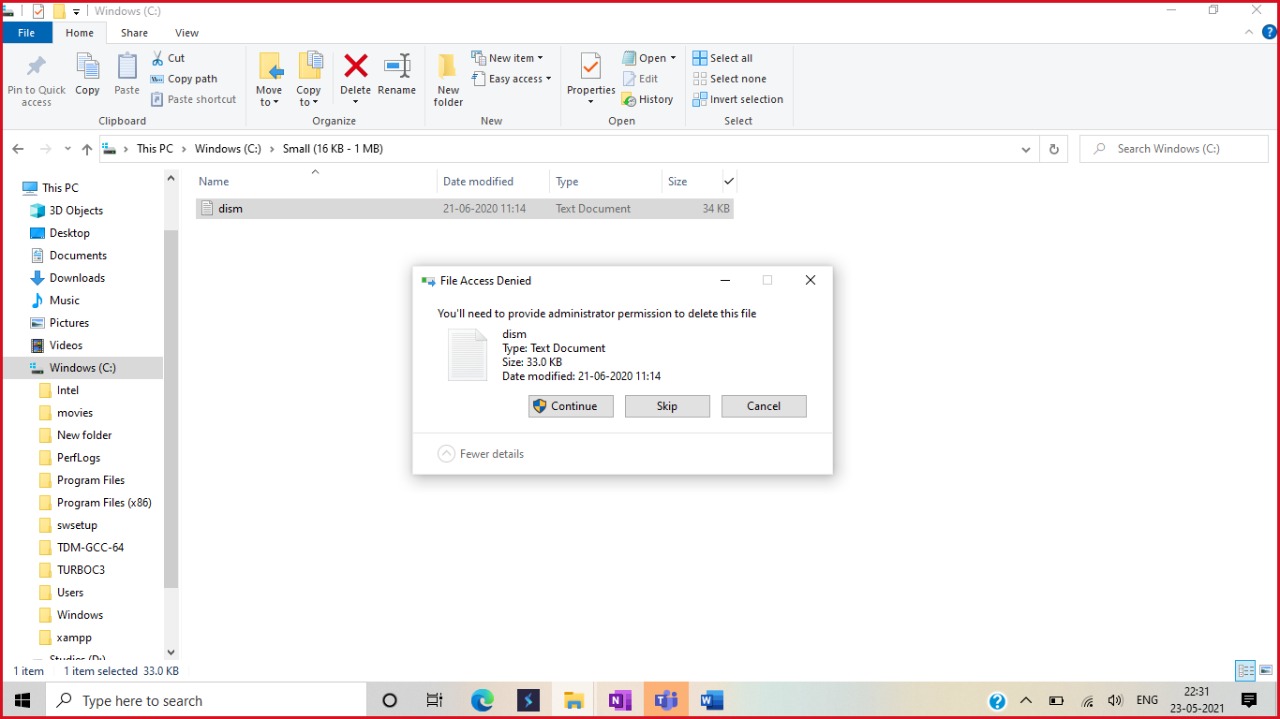 Windows (C:)
File Home Share View
Pin to Quick access
Copy
Paste
Cut
Copy path
Paste shortcut
Clipboard
Move to
Copy to
Delete
Rename
Organize
New folder
New item
Easy access
New
Properties
Open
Edit
History
Open
Select all
Select none
Invert selection
Select
This PC > Windows (C:) > Small (16 KB - 1 MB)
Search Windows (C:)
This PC
3D Objects
Desktop
Documents
Downloads
Music
Pictures
Videos
Windows (C:)
Intel
movies
New folder
PerfLogs
Program Files
Program Files (x86)
swsetup
TDM-GCC-64
TURBOC3
Users
Windows
xampp
Studies (D:)
Name Date modified Type Size
dism 21-06-2020 11:14 Text Document 34 KB
File Access Denied
You'll need to provide administrator permission to delete this file
dism
Type: Text Document
Size: 33.0 KB
Date modified: 21-06-2020 11:14
Continue Skip Cancel
Fewer details
1 item 1 item selected 33.0 KB
Type here to search
ENG
22:31
23-05-2021